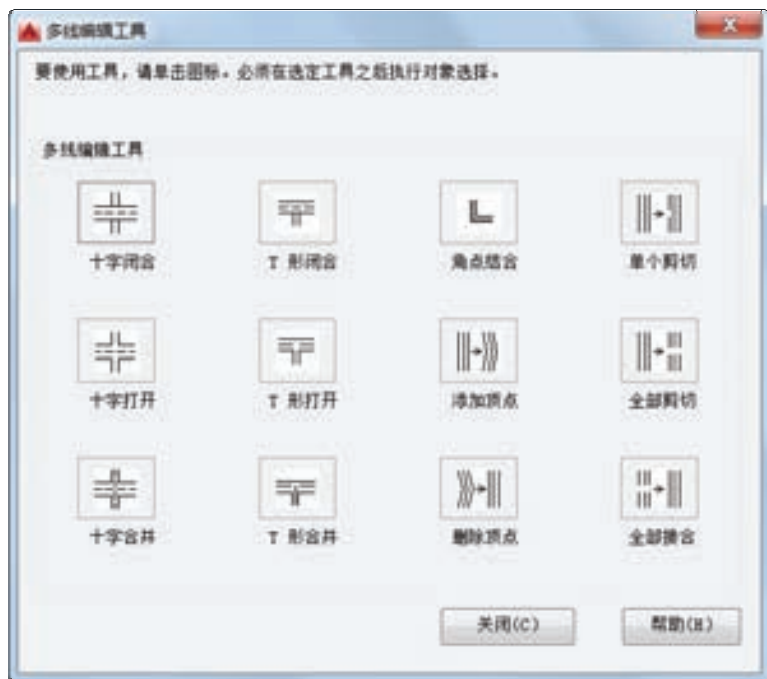 多线编辑工具
要使用工具，请单击图标。必须在选定工具之后执行对象选择。
多线编辑工具
十字闭合 T 形闭合 角点结合 单个剪切
十字打开 T 形打开 添加顶点 全部剪切
十字合并 T 形合并 删除顶点 全部接合
关闭(C) 帮助(H)